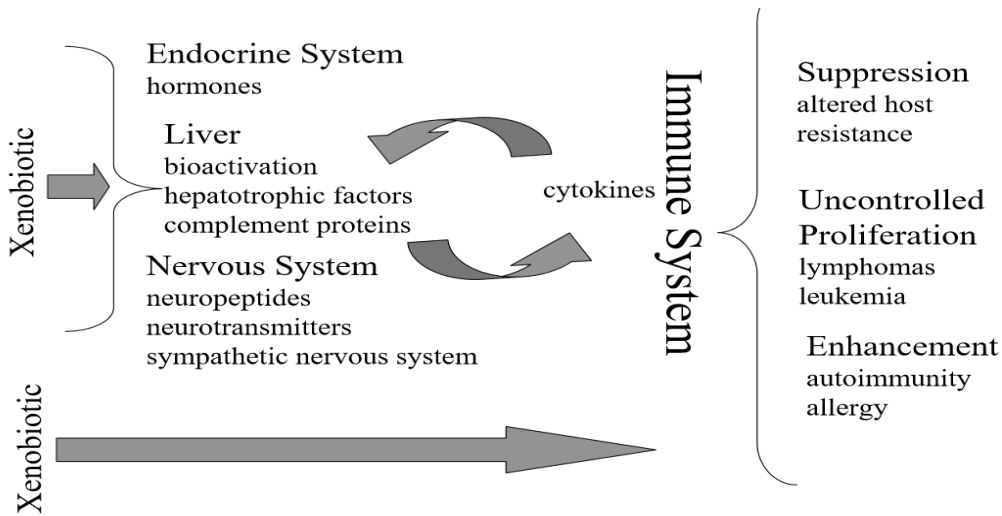 Xenobiotic
Endocrine System
hormones
Liver
bioactivation
hepatotrophic factors
complement proteins
Nervous System
neuropeptides
neurotransmitters
sympathetic nervous system
cytokines
Immune System
Suppression
altered host
resistance
Uncontrolled
Proliferation
lymphomas
leukemia
Enhancement
autoimmunity
allergy
Xenobiotic